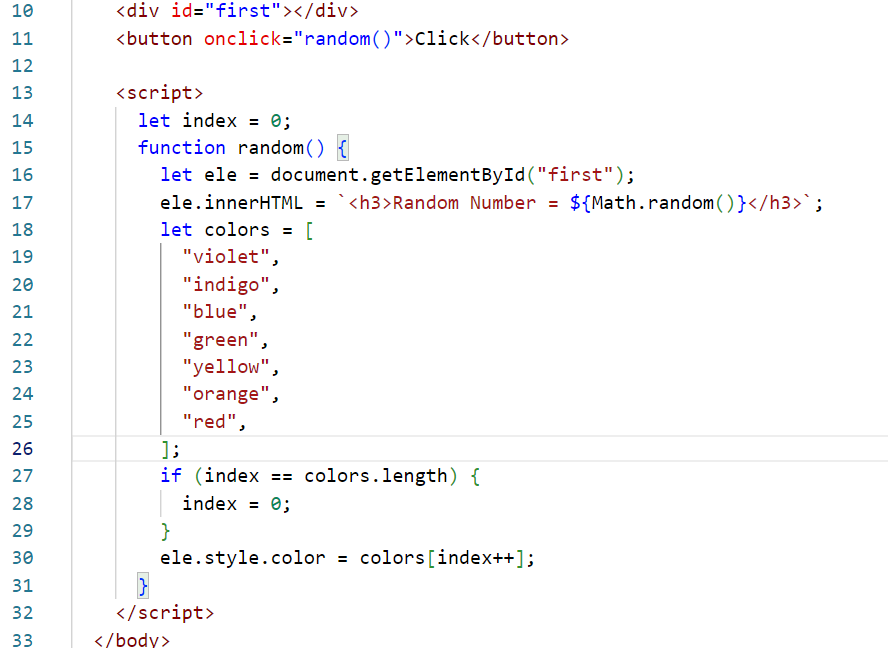 10 <div id="first"></div>
11 <button onclick="random()">Click</button>
12
13 <script>
14 let index = 0;
15 function random() {
16 let ele = document.getElementById("first");
17 ele.innerHTML = `<h3>Random Number = ${Math.random()}</h3>`;
18 let colors = [
19 "violet",
20 "indigo",
21 "blue",
22 "green",
23 "yellow",
24 "orange",
25 "red",
26 ];
27 if (index == colors.length) {
28 index = 0;
29 }
30 ele.style.color = colors[index++];
31 }
32 </script>
33 </body>